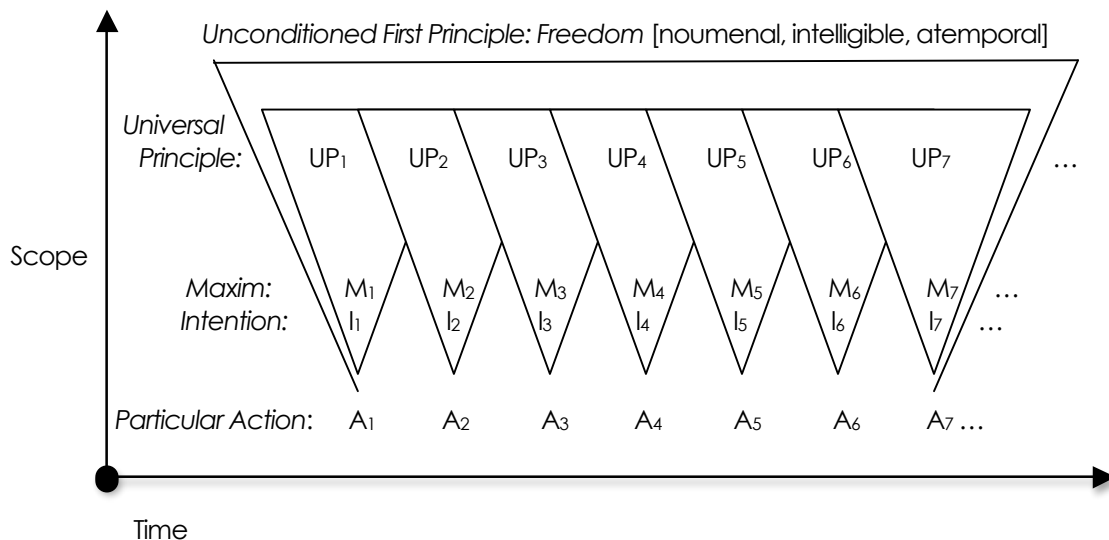 Unconditioned First Principle: Freedom [noumenal, intelligible, atemporal]
Universal
Principle: UP₁ UP₂ UP₃ UP₄ UP₅ UP₆ UP₇ …
Scope
Maxim: M₁ M₂ M₃ M₄ M₅ M₆ M₇ …
Intention: I₁ I₂ I₃ I₄ I₅ I₆ I₇ …
Particular Action: A₁ A₂ A₃ A₄ A₅ A₆ A₇ …
Time